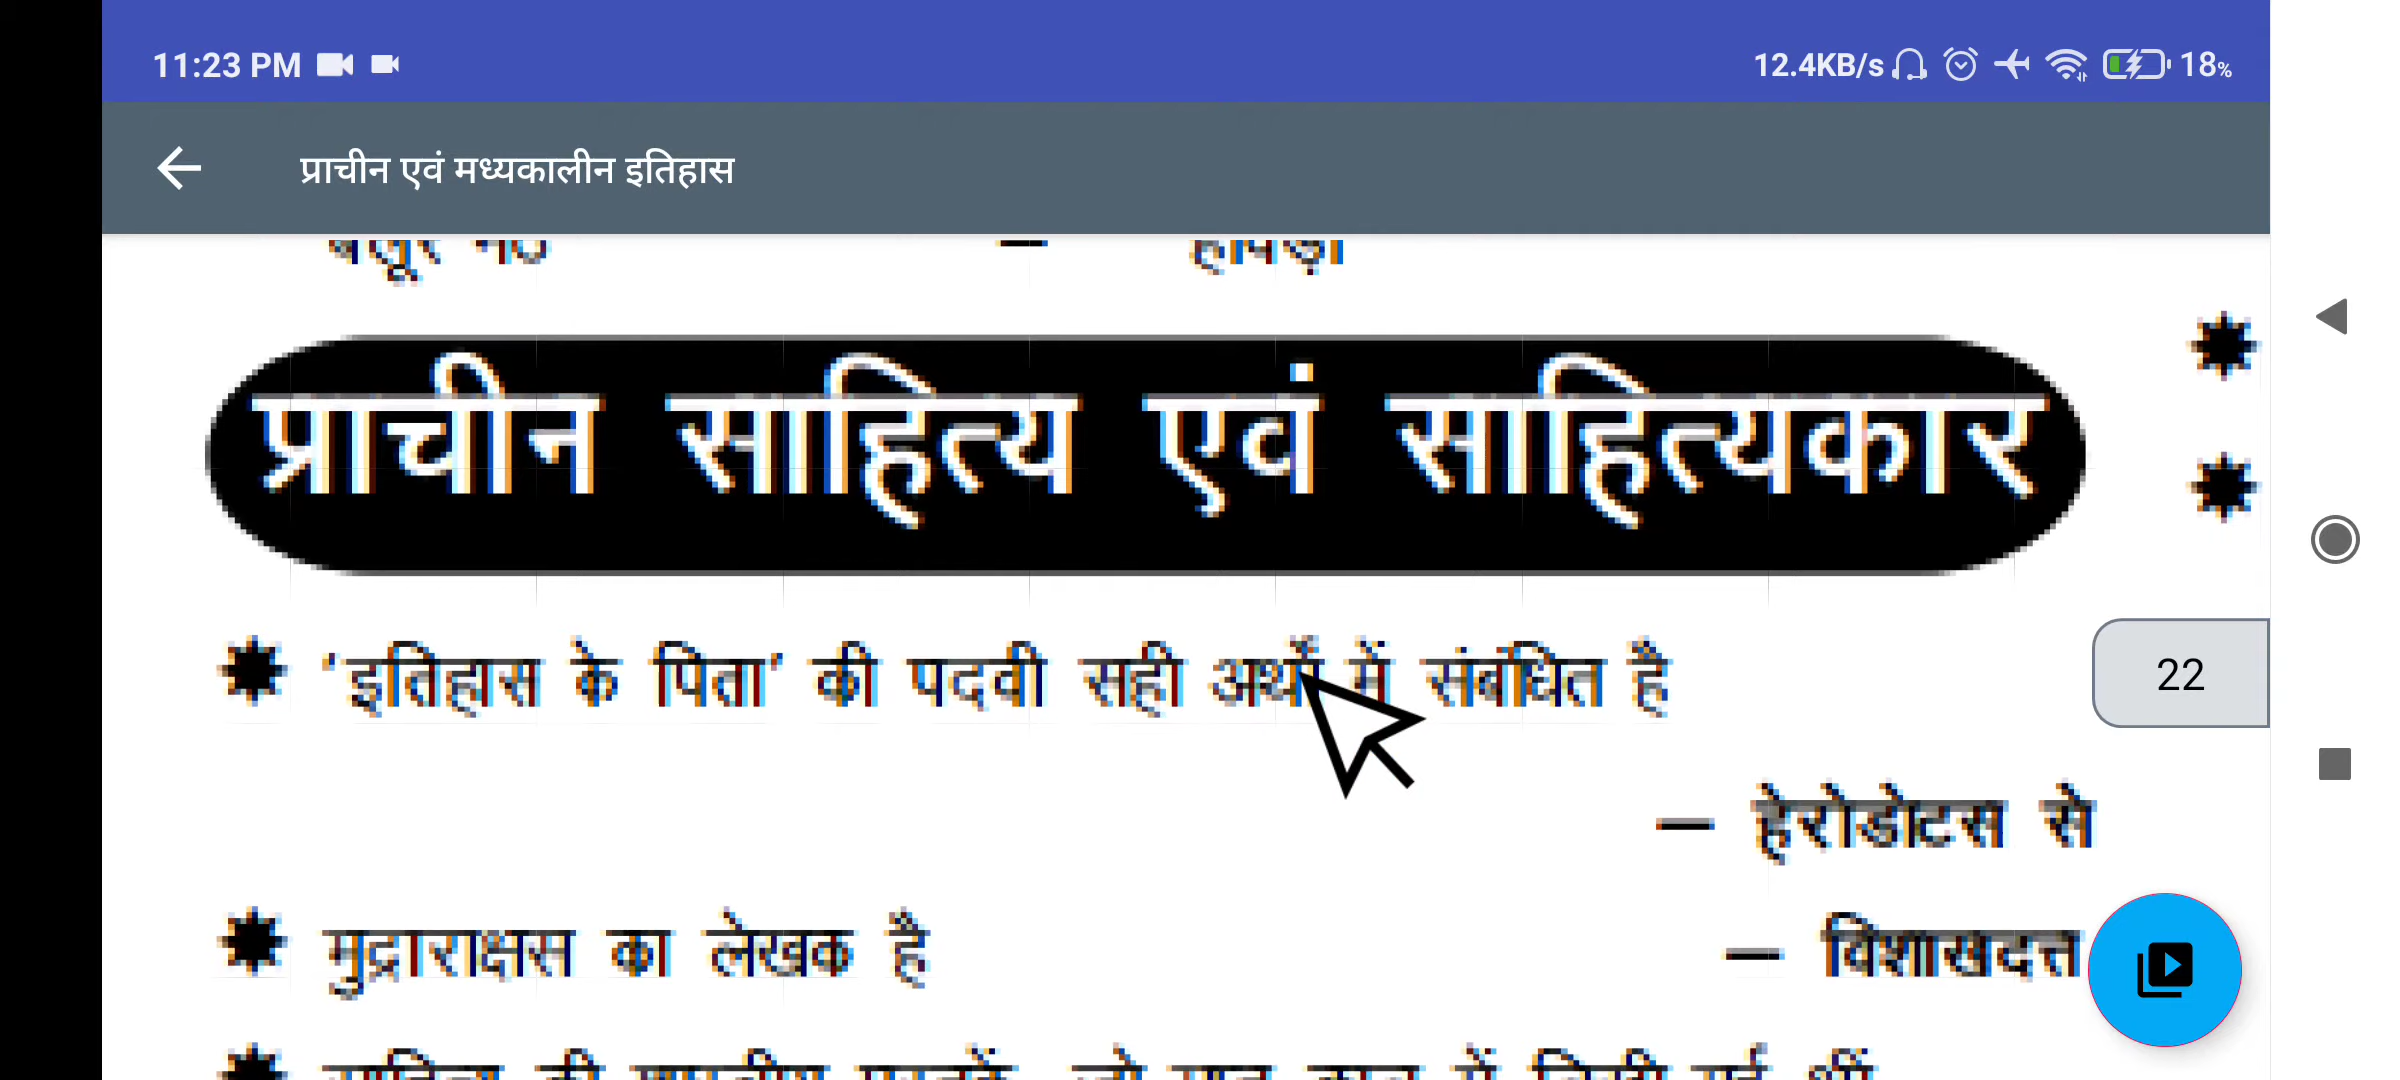 11:23 PM 12.4KB/s 18%
प्राचीन एवं मध्यकालीन इतिहास
बेलूर मठ —
प्राचीन साहित्य एवं साहित्यकार
'इतिहास के पिता' की पदवी सही अर्थों में संबंधित है
22
— हेरोडोटस से
मुद्राराक्षस का लेखक है — विशाखदत्त